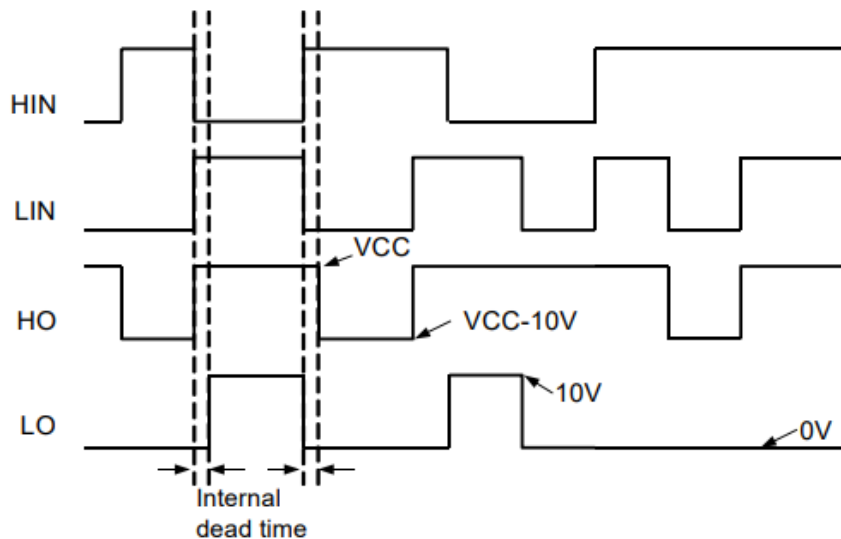 HIN
LIN
VCC
HO
VCC-10V
10V
LO
0V
Internal
dead time